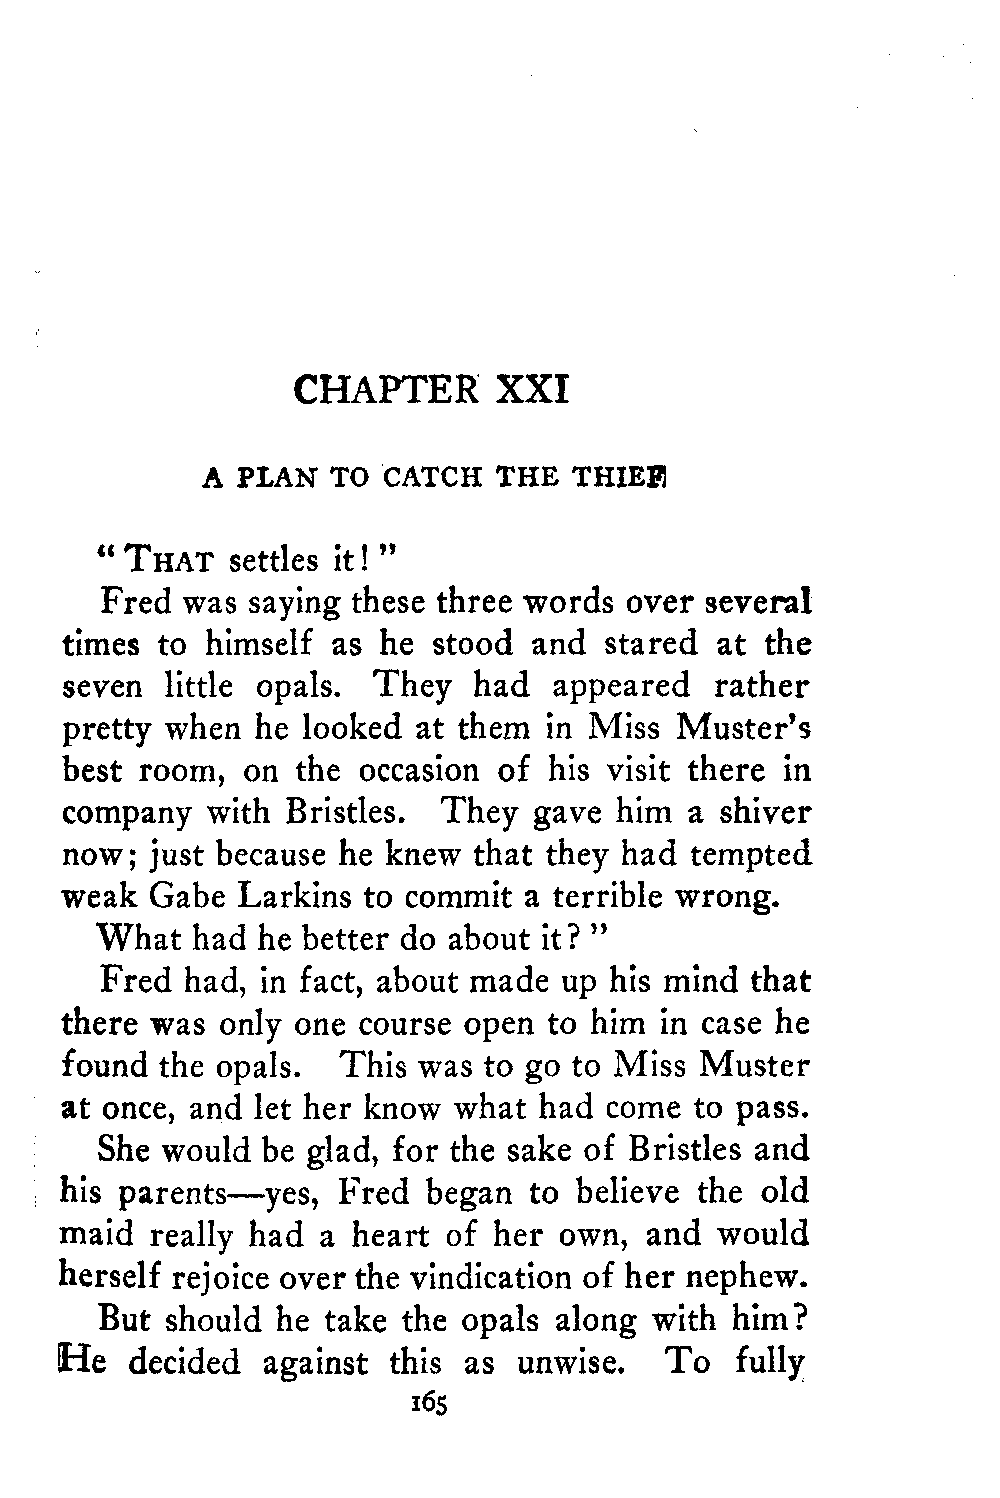 CHAPTER XXI
A PLAN TO CATCH THE THIEF
“ THAT settles it! ”
Fred was saying these three words over several
times to himself as he stood and stared at the
seven little opals. They had appeared rather
pretty when he looked at them in Miss Muster’s
best room, on the occasion of his visit there in
company with Bristles. They gave him a shiver
now; just because he knew that they had tempted
weak Gabe Larkins to commit a terrible wrong.
What had he better do about it? ”
Fred had, in fact, about made up his mind that
there was only one course open to him in case he
found the opals. This was to go to Miss Muster
at once, and let her know what had come to pass.
She would be glad, for the sake of Bristles and
his parents—yes, Fred began to believe the old
maid really had a heart of her own, and would
herself rejoice over the vindication of her nephew.
But should he take the opals along with him?
He decided against this as unwise. To fully
165